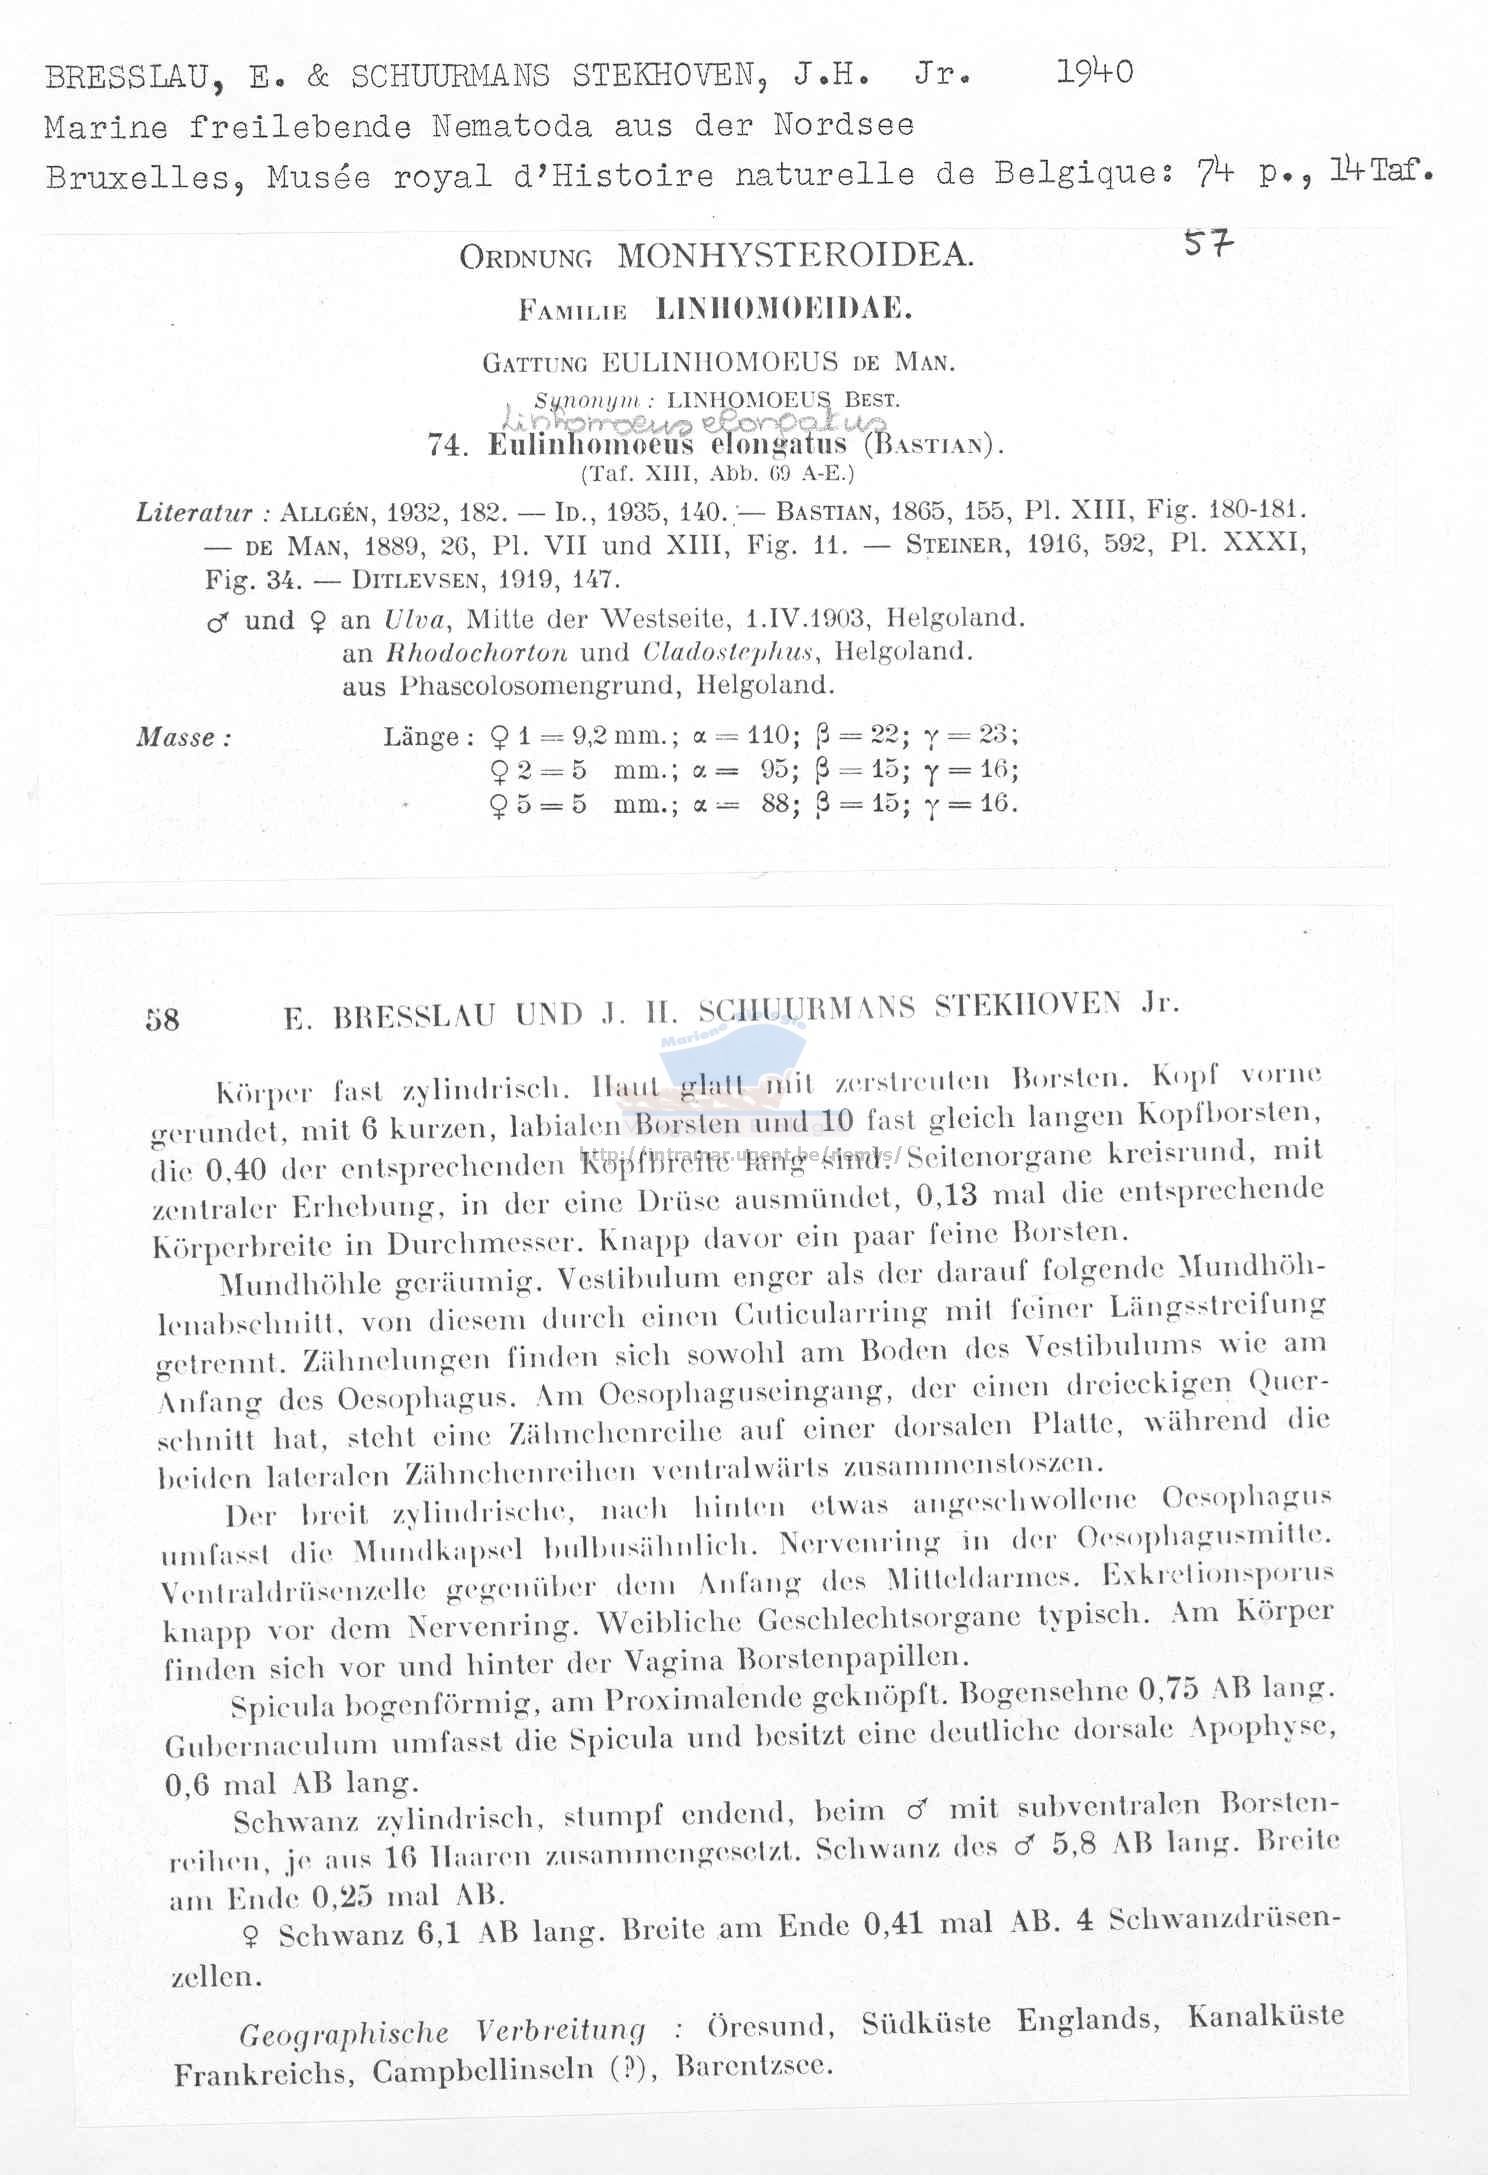 BRESSLAU, E. & SCHUURMANS STEKHOVEN, J.H. Jr. 1940
Marine freilebende Nematoda aus der Nordsee
Bruxelles, Musée royal d'Histoire naturelle de Belgique: 74 p., 14 Taf.
57
ORDNUNG MONHYSTEROIDEA.
FAMILIE LINHOMOEIDAE.
GATTUNG EULINHOMOEUS DE MAN.
Synonym : LINHOMOEUS BEST.
Linhomoeus elongatus
74. Eulinhomoeus elongatus (BASTIAN).
(Taf. XIII, Abb. 69 A-E.)
Literatur : ALLGÉN, 1932, 182. — ID., 1935, 140. — BASTIAN, 1865, 155, Pl. XIII, Fig. 180-181.
— DE MAN, 1889, 26, Pl. VII und XIII, Fig. 11. — STEINER, 1916, 592, Pl. XXXI,
Fig. 34. — DITLEVSEN, 1919, 147.
♂ und ♀ an Ulva, Mitte der Westseite, 1.IV.1903, Helgoland.
an Rhodochorton und Cladostephus, Helgoland.
aus Phascolosomengrund, Helgoland.
Masse : Länge : ♀ 1 = 9,2 mm.; α = 110; β = 22; γ = 23;
♀ 2 = 5 mm.; α = 95; β = 15; γ = 16;
♀ 5 = 5 mm.; α = 88; β = 15; γ = 16.
58 E. BRESSLAU UND J. H. SCHUURMANS STEKHOVEN Jr.
Körper fast zylindrisch. Haut glatt mit zerstreuten Borsten. Kopf vorne
gerundet, mit 6 kurzen, labialen Borsten und 10 fast gleich langen Kopfborsten,
die 0,40 der entsprechenden Kopfbreite lang sind. Seitenorgane kreisrund, mit
http://intramar.ugent.be/nemys/
zentraler Erhebung, in der eine Drüse ausmündet, 0,13 mal die entsprechende
Körperbreite in Durchmesser. Knapp davor ein paar feine Borsten.
Mundhöhle geräumig. Vestibulum enger als der darauf folgende Mundhöh-
lenabschnitt, von diesem durch einen Cuticularring mit feiner Längsstreifung
getrennt. Zähnelungen finden sich sowohl am Boden des Vestibulums wie am
Anfang des Oesophagus. Am Oesophaguseingang, der einen dreieckigen Quer-
schnitt hat, steht eine Zähnchenreihe auf einer dorsalen Platte, während die
beiden lateralen Zähnchenreihen ventralwärts zusammenstoszen.
Der breit zylindrische, nach hinten etwas angeschwollene Oesophagus
umfasst die Mundkapsel bulbusähnlich. Nervenring in der Oesophagusmitte.
Ventraldrüsenzelle gegenüber dem Anfang des Mitteldarmes. Exkretionsporus
knapp vor dem Nervenring. Weibliche Geschlechtsorgane typisch. Am Körper
finden sich vor und hinter der Vagina Borstenpapillen.
Spicula bogenförmig, am Proximalende geknöpft. Bogensehne 0,75 AB lang.
Gubernaculum umfasst die Spicula und besitzt eine deutliche dorsale Apophyse,
0,6 mal AB lang.
Schwanz zylindrisch, stumpf endend, beim ♂ mit subventralen Borsten-
reihen, je aus 16 Haaren zusammengesetzt. Schwanz des ♂ 5,8 AB lang. Breite
am Ende 0,25 mal AB.
♀ Schwanz 6,1 AB lang. Breite am Ende 0,41 mal AB. 4 Schwanzdrüsen-
zellen.
Geographische Verbreitung : Öresund, Südküste Englands, Kanalküste
Frankreichs, Campbellinseln (?), Barentzsee.